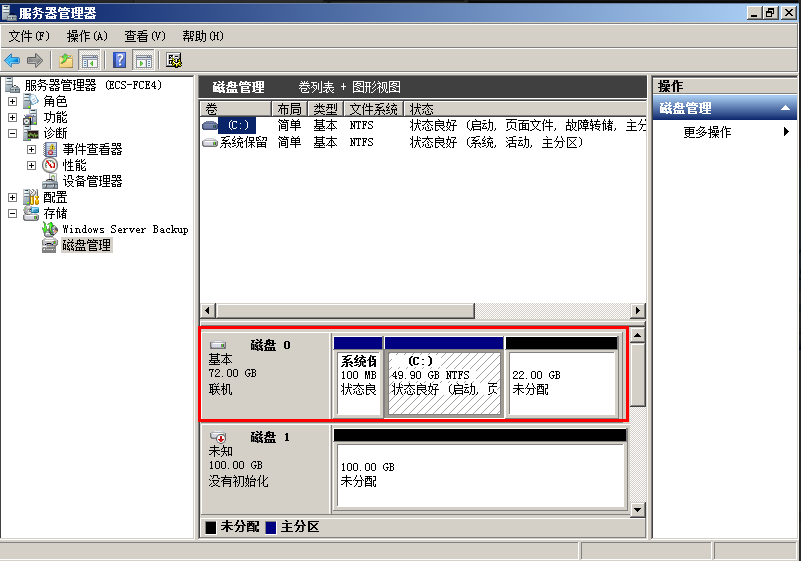 服务器管理器
文件(F) 操作(A) 查看(V) 帮助(H)
服务器管理器 (ECS-FCE4)
角色
功能
诊断
事件查看器
性能
设备管理器
配置
存储
Windows Server Backup
磁盘管理
磁盘管理 卷列表 + 图形视图
卷 布局 类型 文件系统 状态
(C:) 简单 基本 NTFS 状态良好 (启动, 页面文件, 故障转储, 主分
系统保留 简单 基本 NTFS 状态良好 (系统, 活动, 主分区)
磁盘 0
基本
72.00 GB
联机
系统保
100 MB
状态良
(C:)
49.90 GB NTFS
状态良好 (启动, 页
22.00 GB
未分配
磁盘 1
未知
100.00 GB
没有初始化
100.00 GB
未分配
未分配 主分区
操作
磁盘管理
更多操作